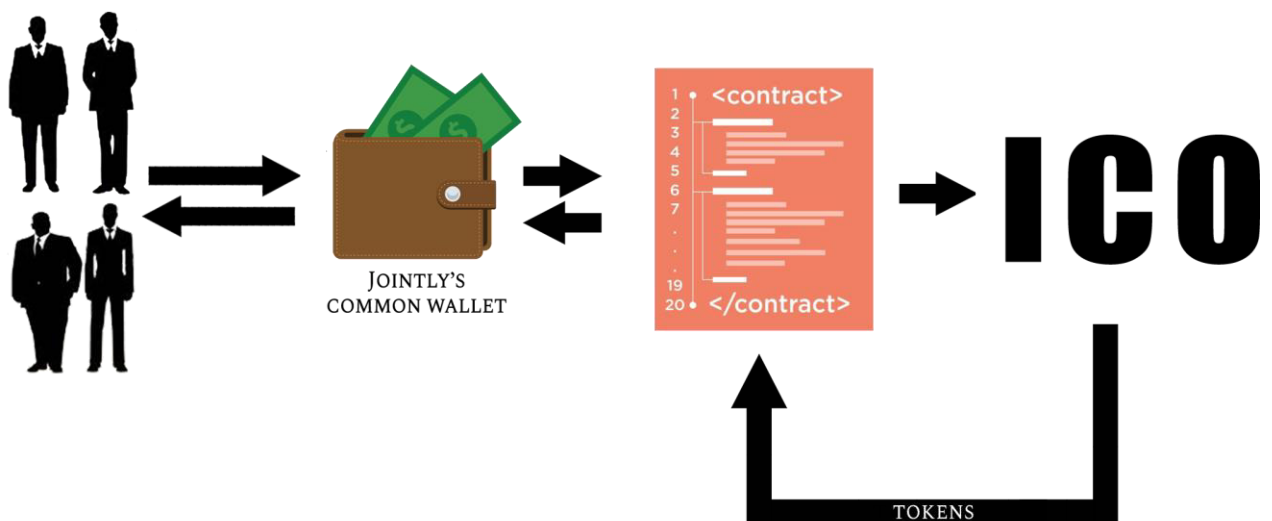 JOINTLY'S
COMMON WALLET
1 <contract>
2
3
4
5
6
7
.
.
.
19
20 </contract>
ICO
TOKENS